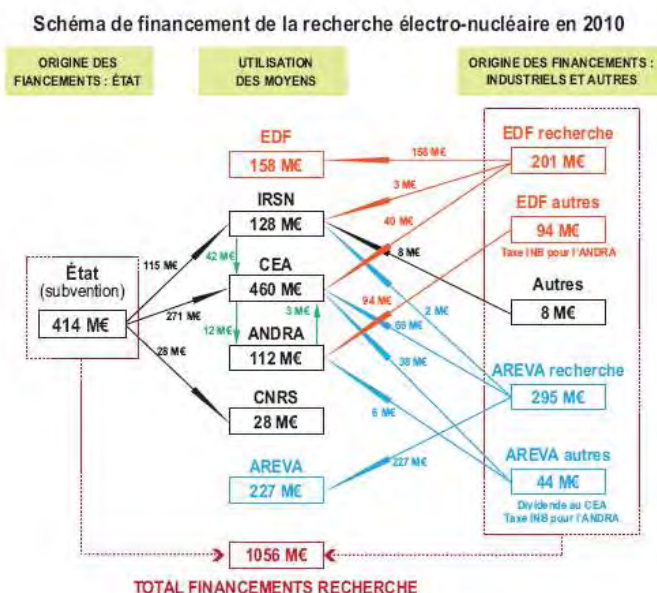 Schéma de financement de la recherche électro-nucléaire en 2010
ORIGINE DES
FIANCEMENTS : ÉTAT
UTILISATION
DES MOYENS
ORIGINE DES FINANCEMENTS :
INDUSTRIELS ET AUTRES
EDF
158 M€
IRSN
128 M€
CEA
460 M€
ANDRA
112 M€
CNRS
28 M€
AREVA
227 M€
État
(subvention)
414 M€
115 M€
271 M€
28 M€
42 M€
12 M€
3 M€
158 M€
3 M€
40 M€
8 M€
94 M€
2 M€
66 M€
38 M€
6 M€
227 M€
EDF recherche
201 M€
EDF autres
94 M€
Taxe INB pour l'ANDRA
Autres
8 M€
AREVA recherche
295 M€
AREVA autres
44 M€
Dividende au CEA
Taxe INB pour l'ANDRA
1056 M€
TOTAL FINANCEMENTS RECHERCHE